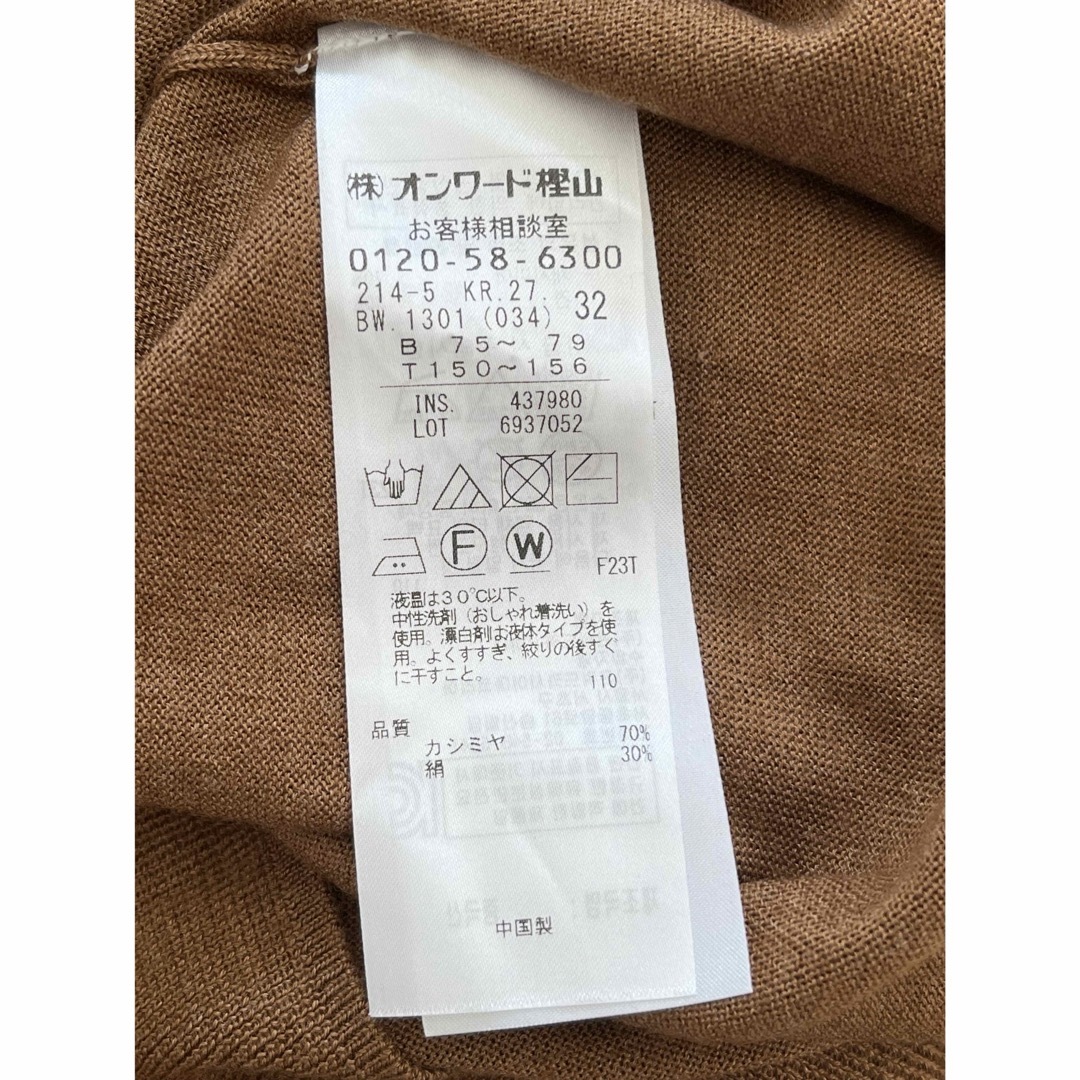 (株)オンワード樫山
お客様相談室
0120-58-6300
214-5 KR.27.
BW.1301 (034) 32
B 75〜 79
T150〜156
INS. 437980
LOT 6937052
F W
F23T
液温は30℃以下。
中性洗剤(おしゃれ着洗い)を
使用。漂白剤は液体タイプを使
用。よくすすぎ、絞りの後すぐ
に干すこと。
110
品質
カシミヤ 70%
絹 30%
中国製